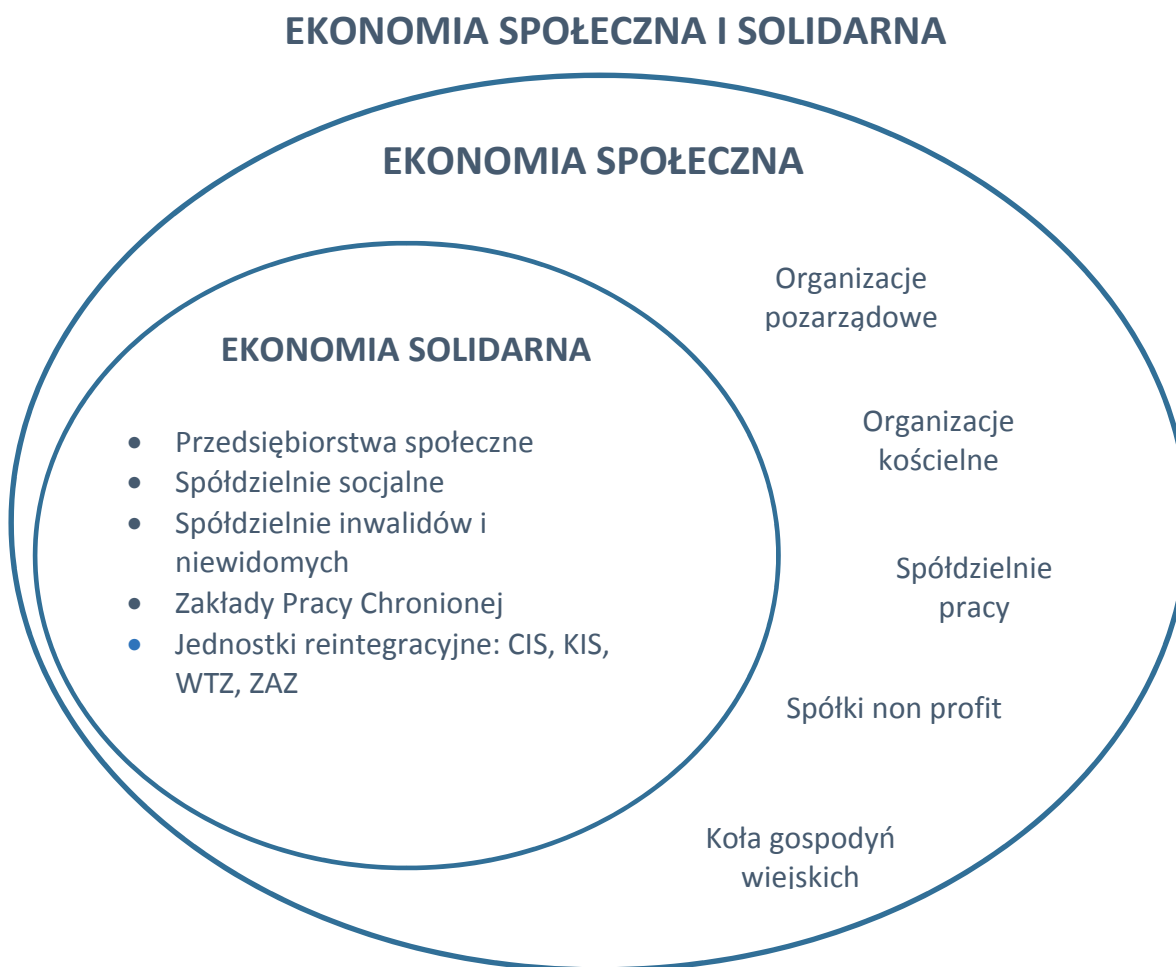 EKONOMIA SPOŁECZNA I SOLIDARNA
EKONOMIA SPOŁECZNA
EKONOMIA SOLIDARNA
• Przedsiębiorstwa społeczne
• Spółdzielnie socjalne
• Spółdzielnie inwalidów i
niewidomych
• Zakłady Pracy Chronionej
• Jednostki reintegracyjne: CIS, KIS,
WTZ, ZAZ
Organizacje
pozarządowe
Organizacje
kościelne
Spółdzielnie
pracy
Spółki non profit
Koła gospodyń
wiejskich